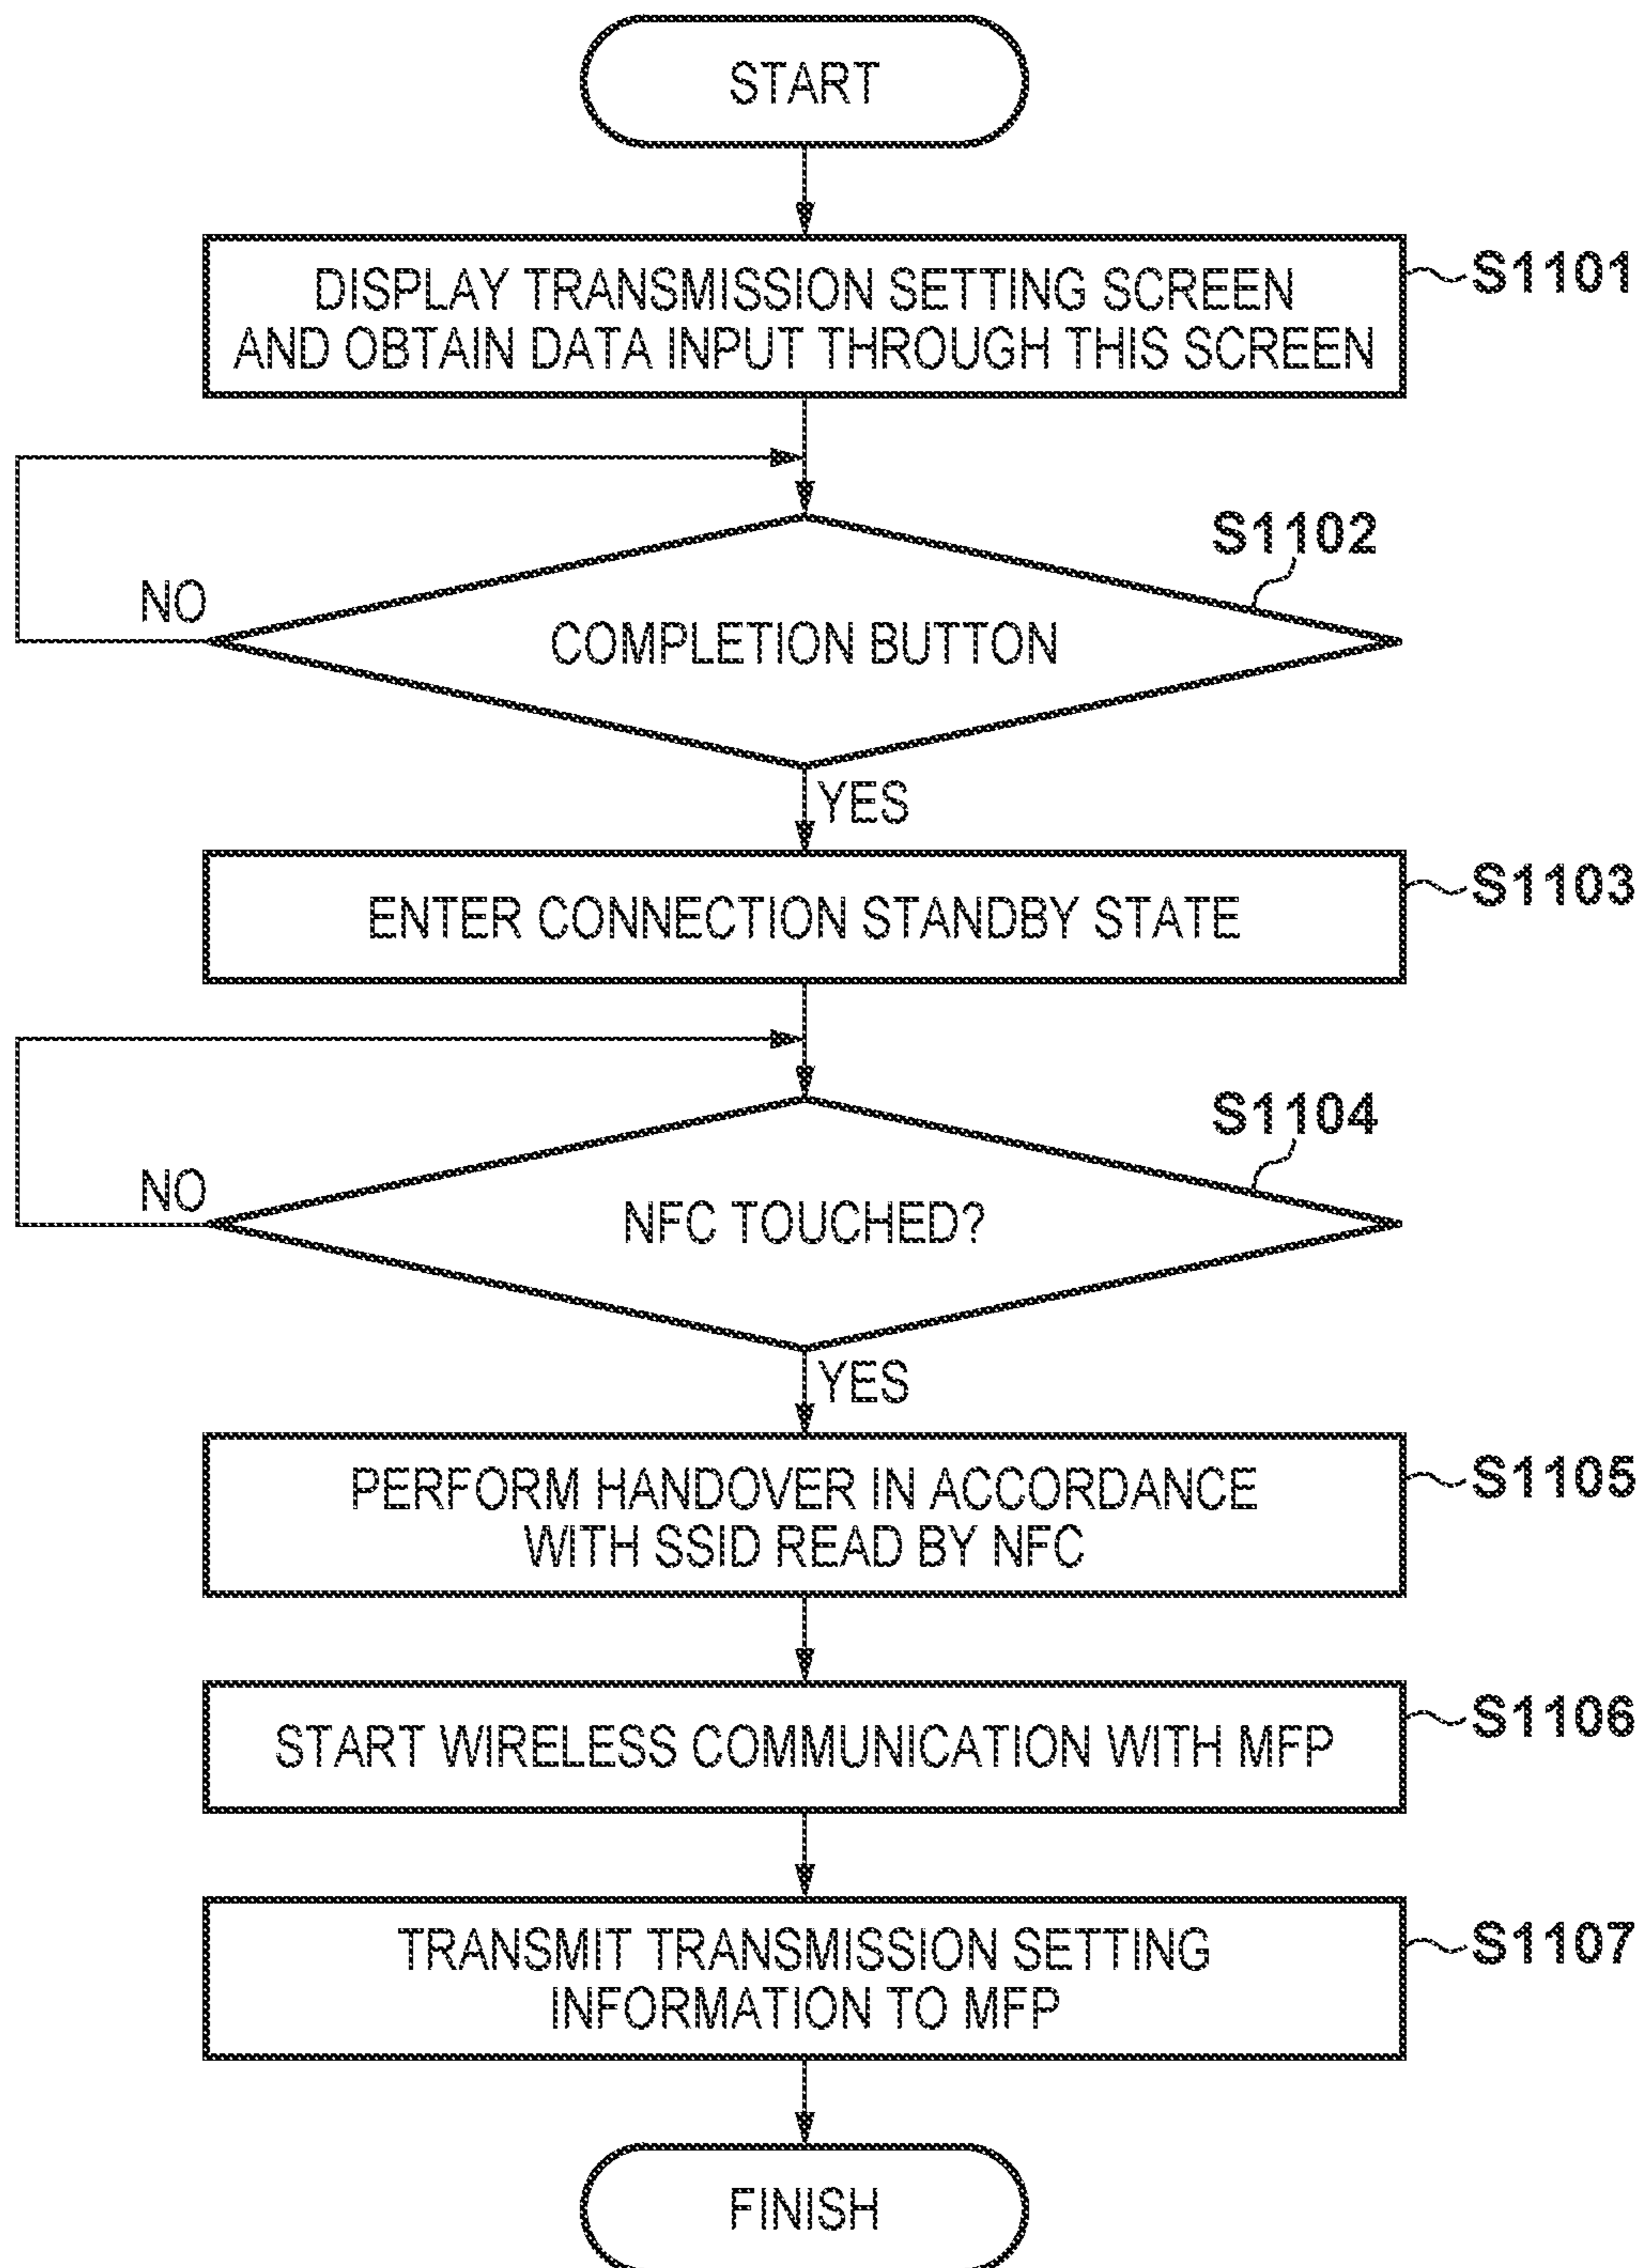 START
DISPLAY TRANSMISSION SETTING SCREEN
AND OBTAIN DATA INPUT THROUGH THIS SCREEN
S1101
S1102
NO
COMPLETION BUTTON
YES
ENTER CONNECTION STANDBY STATE
S1103
S1104
NO
NFC TOUCHED?
YES
PERFORM HANDOVER IN ACCORDANCE
WITH SSID READ BY NFC
S1105
START WIRELESS COMMUNICATION WITH MFP
S1106
TRANSMIT TRANSMISSION SETTING
INFORMATION TO MFP
S1107
FINISH